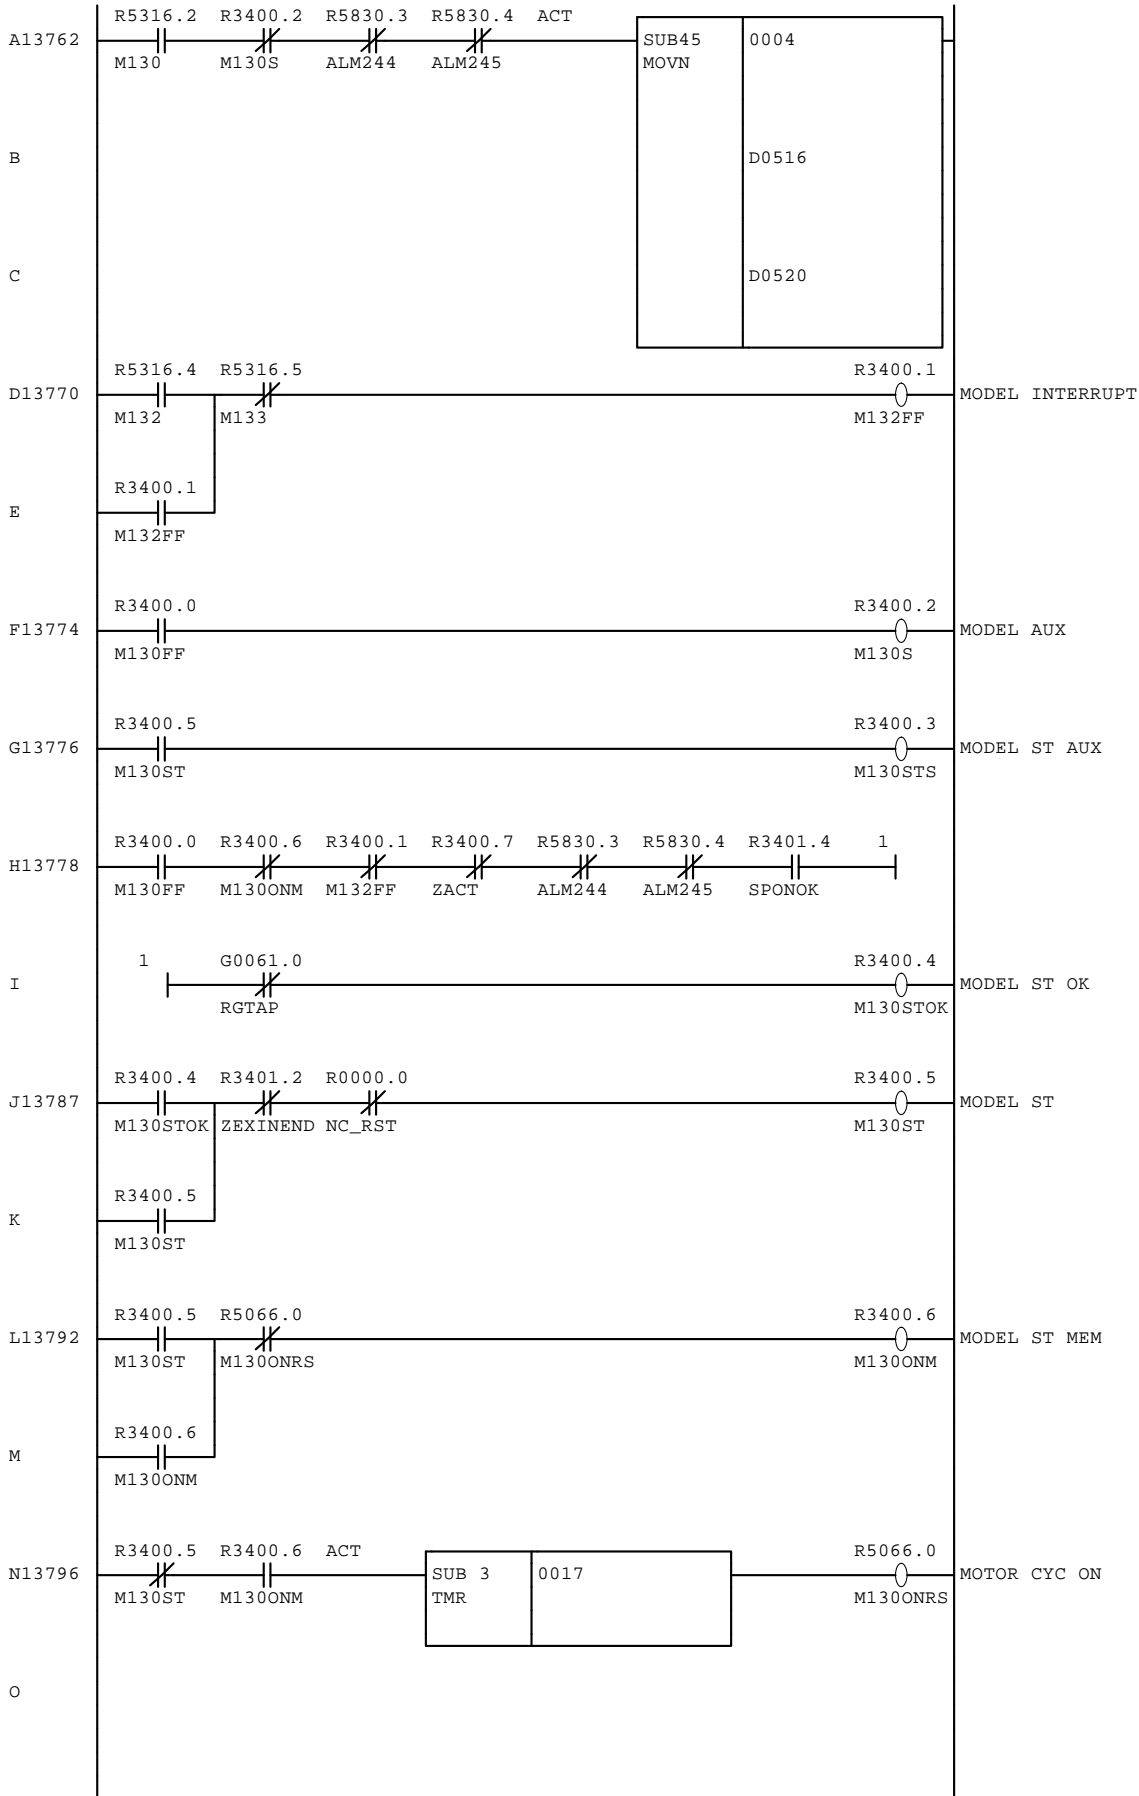 R5316.2 R3400.2 R5830.3 R5830.4 ACT
A13762 SUB45 0004
M130 M130S ALM244 ALM245 MOVN
B D0516
C D0520
R5316.4 R5316.5 R3400.1
D13770 MODEL INTERRUPT
M132 M133 M132FF
R3400.1
E
M132FF
R3400.0 R3400.2
F13774 MODEL AUX
M130FF M130S
R3400.5 R3400.3
G13776 MODEL ST AUX
M130ST M130STS
R3400.0 R3400.6 R3400.1 R3400.7 R5830.3 R5830.4 R3401.4 1
H13778
M130FF M130ONM M132FF ZACT ALM244 ALM245 SPONOK
1 G0061.0 R3400.4
I MODEL ST OK
RGTAP M130STOK
R3400.4 R3401.2 R0000.0 R3400.5
J13787 MODEL ST
M130STOK ZEXINEND NC_RST M130ST
R3400.5
K
M130ST
R3400.5 R5066.0 R3400.6
L13792 MODEL ST MEM
M130ST M130ONRS M130ONM
R3400.6
M
M130ONM
R3400.5 R3400.6 ACT R5066.0
N13796 SUB 3 0017 MOTOR CYC ON
M130ST M130ONM TMR M130ONRS
O